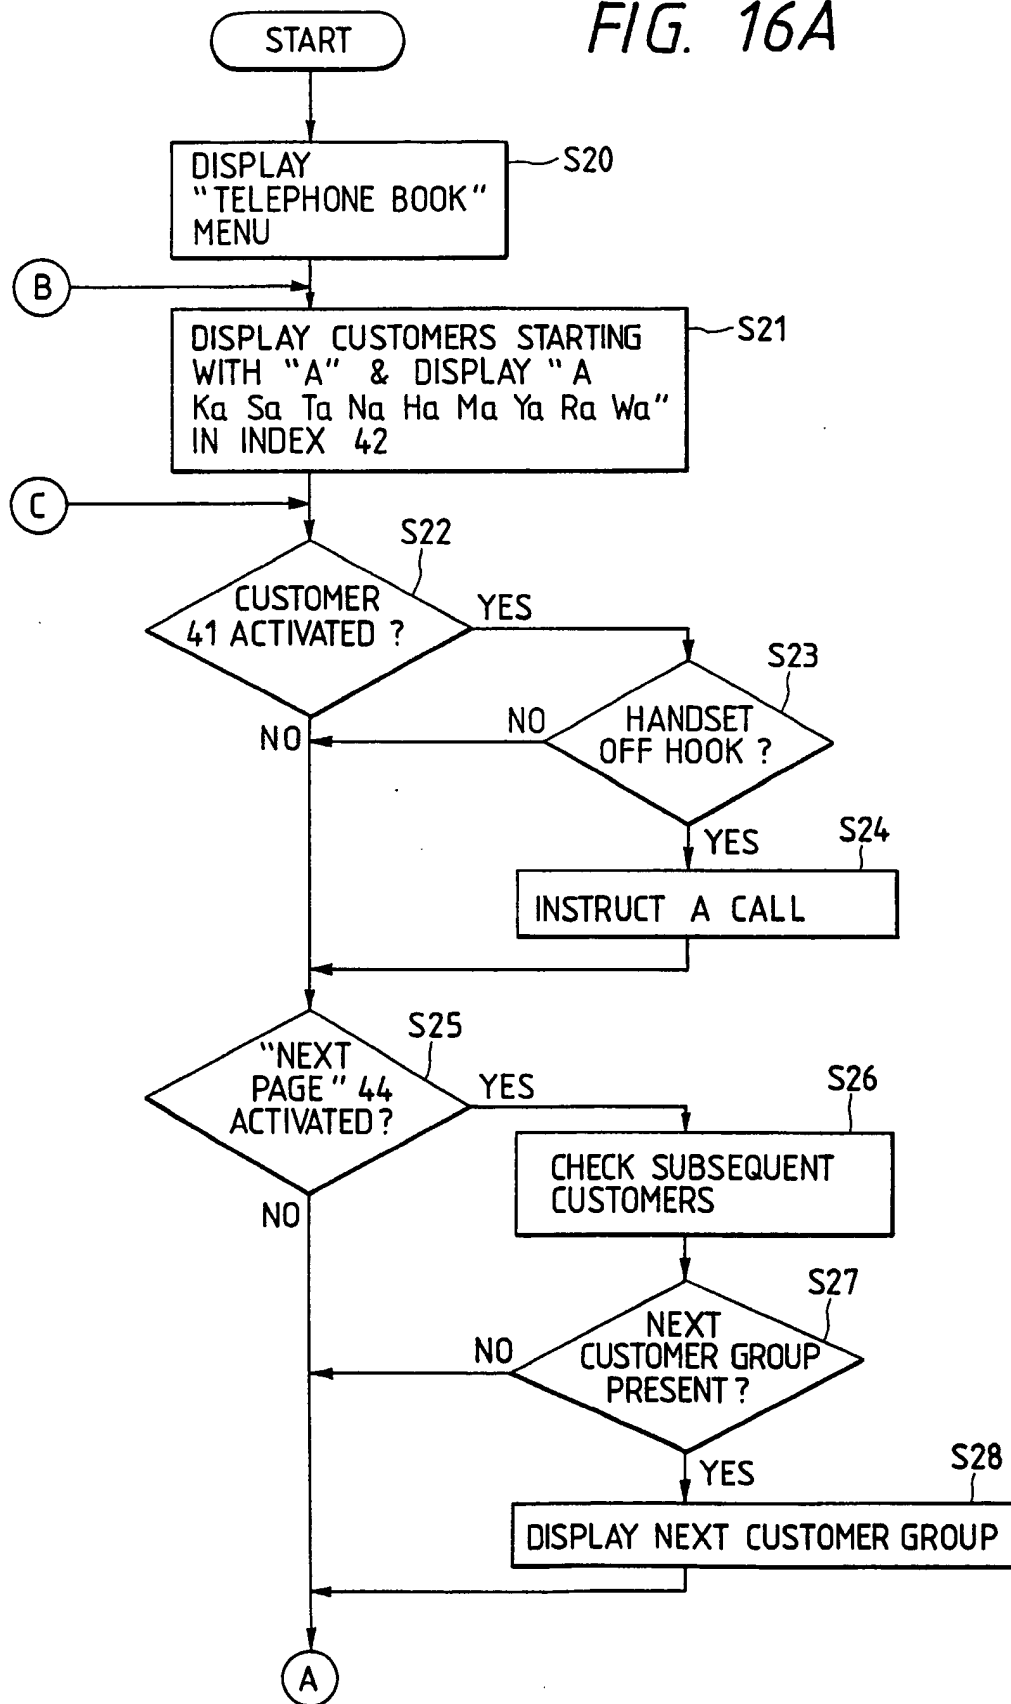 FIG. 16A
START
DISPLAY
"TELEPHONE BOOK"
MENU
S20
B
DISPLAY CUSTOMERS STARTING
WITH "A" & DISPLAY "A
Ka Sa Ta Na Ha Ma Ya Ra Wa"
IN INDEX 42
S21
C
S22
CUSTOMER
41 ACTIVATED ?
YES
NO
S23
HANDSET
OFF HOOK ?
NO
YES
S24
INSTRUCT A CALL
S25
"NEXT
PAGE" 44
ACTIVATED ?
YES
NO
S26
CHECK SUBSEQUENT
CUSTOMERS
S27
NEXT
CUSTOMER GROUP
PRESENT ?
NO
YES
S28
DISPLAY NEXT CUSTOMER GROUP
A